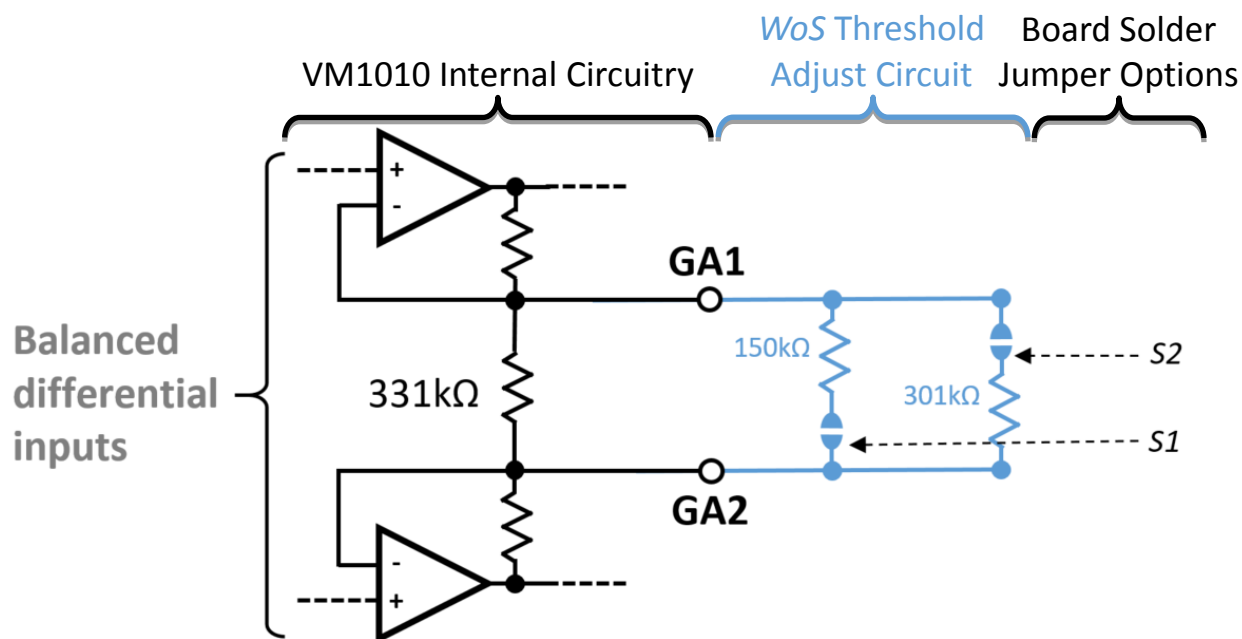 WoS Threshold
Adjust Circuit
Board Solder
Jumper Options
VM1010 Internal Circuitry
+
-
GA1
Balanced
differential
inputs
331kΩ
150kΩ
301kΩ
S2
S1
GA2
-
+